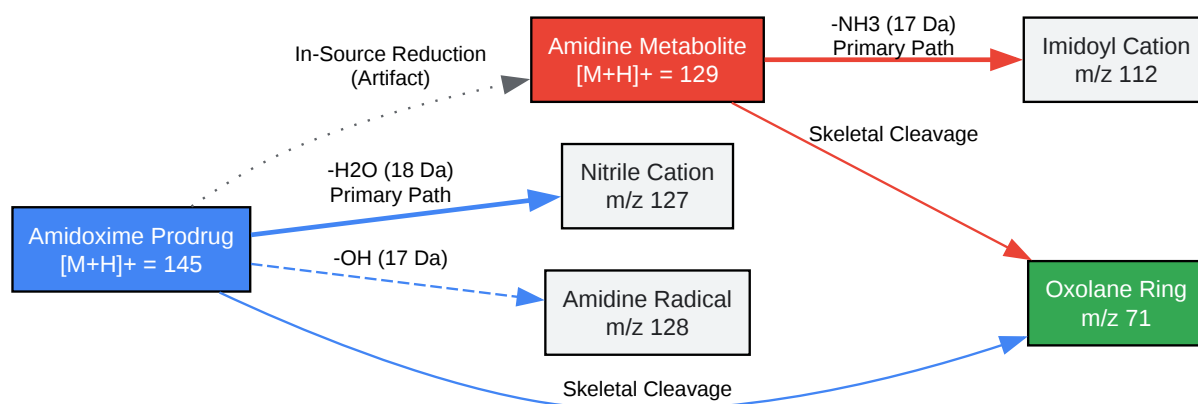 In-Source Reduction
(Artifact)
Amidine Metabolite
[M+H]+ = 129
-NH3 (17 Da)
Primary Path
Imidoyl Cation
m/z 112
Skeletal Cleavage
-H2O (18 Da)
Primary Path
Nitrile Cation
m/z 127
Amidoxime Prodrug
[M+H]+ = 145
-OH (17 Da)
Amidine Radical
m/z 128
Oxolane Ring
m/z 71
Skeletal Cleavage